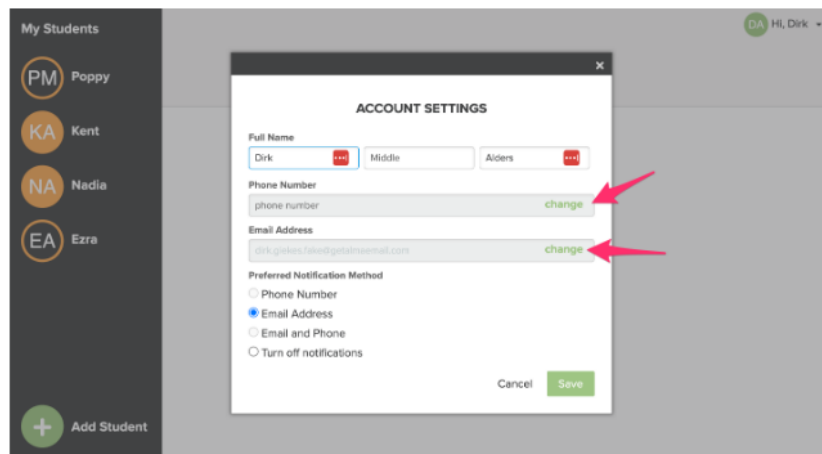 My Students
DA Hi, Dirk
PM Poppy
KA Kent
NA Nadia
EA Ezra
+ Add Student
×
ACCOUNT SETTINGS
Full Name
Dirk Middle Alders
Phone Number
phone number change
Email Address
change
Preferred Notification Method
Phone Number
Email Address
Email and Phone
Turn off notifications
Cancel Save